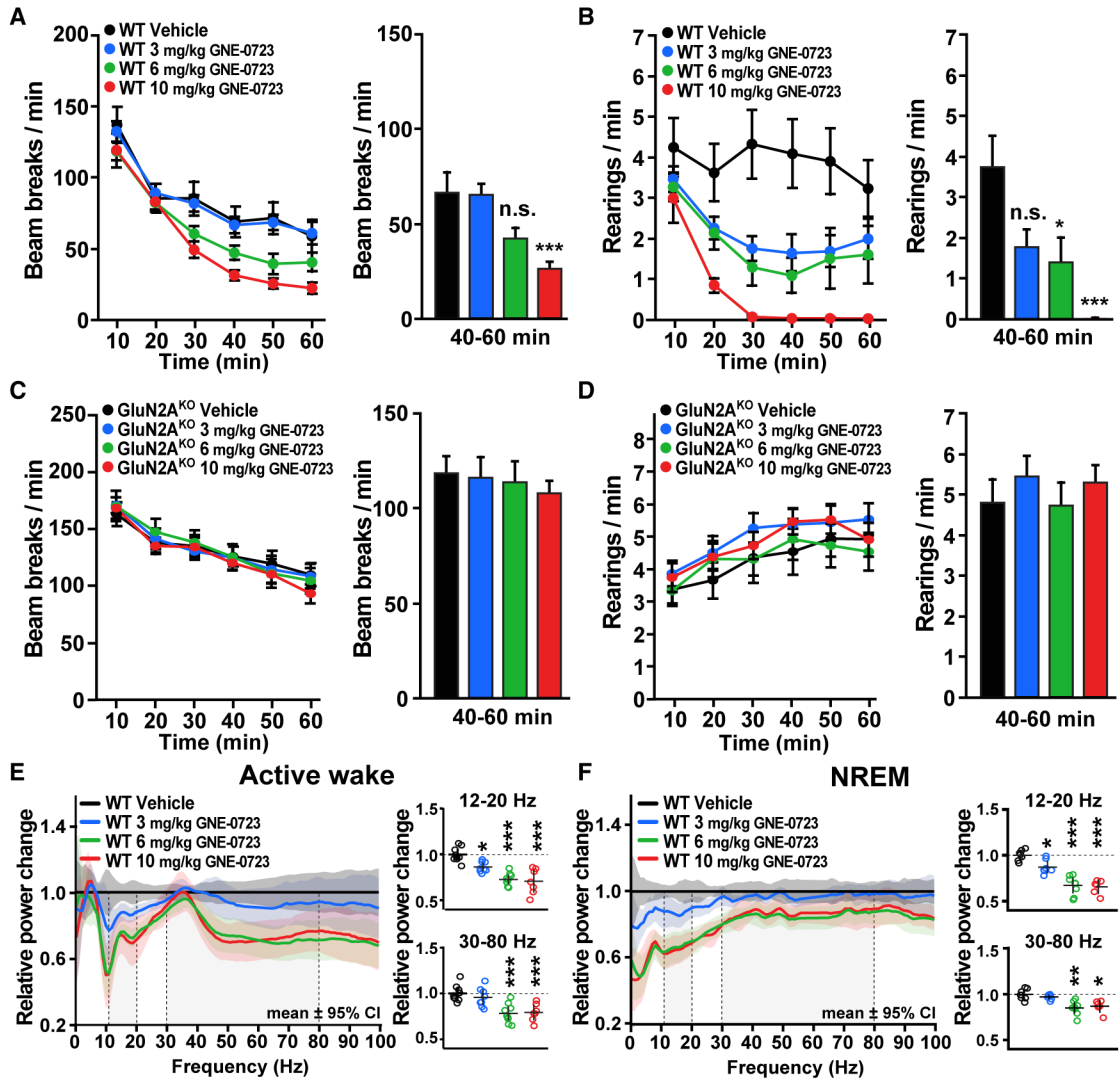 A
WT Vehicle
WT 3 mg/kg GNE-0723
WT 6 mg/kg GNE-0723
WT 10 mg/kg GNE-0723
Beam breaks / min
200
150
100
50
0
10 20 30 40 50 60
Time (min)
Beam breaks / min
150
100
50
0
n.s.
***
40-60 min
B
WT Vehicle
WT 3 mg/kg GNE-0723
WT 6 mg/kg GNE-0723
WT 10 mg/kg GNE-0723
Rearings / min
7
6
5
4
3
2
1
0
10 20 30 40 50 60
Time (min)
Rearings / min
7
6
5
4
3
2
1
0
n.s.
*
***
40-60 min
C
GluN2AKO Vehicle
GluN2AKO 3 mg/kg GNE-0723
GluN2AKO 6 mg/kg GNE-0723
GluN2AKO 10 mg/kg GNE-0723
Beam breaks / min
250
200
150
100
50
0
10 20 30 40 50 60
Time (min)
Beam breaks / min
150
100
50
0
40-60 min
D
GluN2AKO Vehicle
GluN2AKO 3 mg/kg GNE-0723
GluN2AKO 6 mg/kg GNE-0723
GluN2AKO 10 mg/kg GNE-0723
Rearings / min
8
7
6
5
4
3
2
1
0
10 20 30 40 50 60
Time (min)
Rearings / min
7
6
5
4
3
2
1
0
40-60 min
E
Active wake
WT Vehicle
WT 3 mg/kg GNE-0723
WT 6 mg/kg GNE-0723
WT 10 mg/kg GNE-0723
Relative power change
1.4
1.0
0.6
0.2
mean ± 95% CI
0 10 20 30 40 50 60 70 80 90 100
Frequency (Hz)
Relative power change
12-20 Hz
1.5
1.0
0.5
*
***
***
30-80 Hz
1.5
1.0
0.5
***
***
F
NREM
WT Vehicle
WT 3 mg/kg GNE-0723
WT 6 mg/kg GNE-0723
WT 10 mg/kg GNE-0723
Relative power change
1.4
1.0
0.6
0.2
mean ± 95% CI
0 10 20 30 40 50 60 70 80 90 100
Frequency (Hz)
Relative power change
12-20 Hz
1.5
1.0
0.5
*
***
***
30-80 Hz
1.5
1.0
0.5
**
*